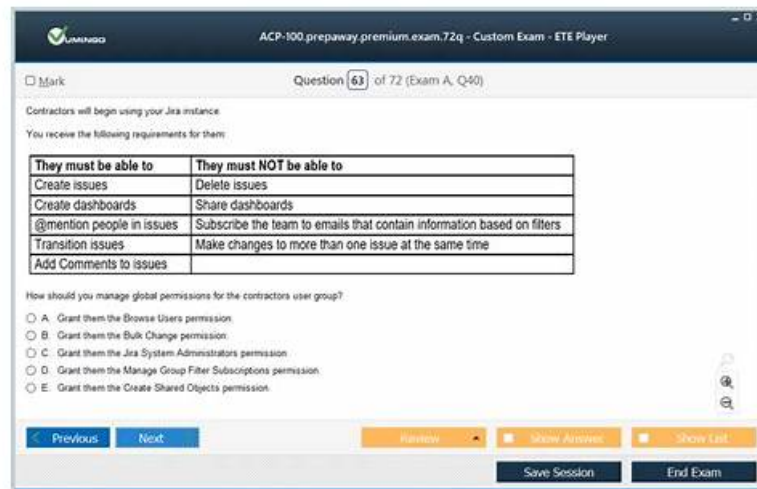 VUMINGO
ACP-100.prepaway.premium.exam.72q - Custom Exam - ETE Player
Mark
Question 63 of 72 (Exam A, Q40)
Contractors will begin using your Jira instance.
You receive the following requirements for them:
They must be able to They must NOT be able to
Create issues Delete issues
Create dashboards Share dashboards
@mention people in issues Subscribe the team to emails that contain information based on filters
Transition issues Make changes to more than one issue at the same time
Add Comments to issues
How should you manage global permissions for the contractors user group?
A. Grant them the Browse Users permission.
B. Grant them the Bulk Change permission.
C. Grant them the Jira System Administrators permission.
D. Grant them the Manage Group Filter Subscriptions permission.
E. Grant them the Create Shared Objects permission.
Previous Next Review Show Answer Show List
Save Session End Exam